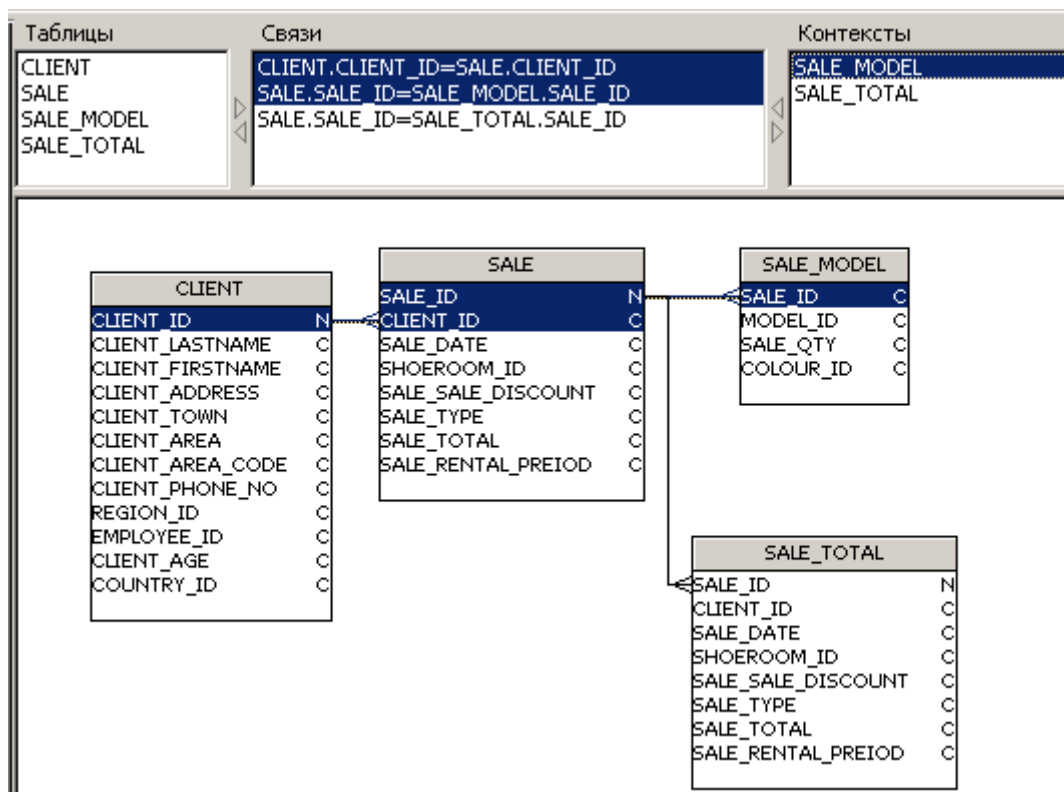 Таблицы
Связи
Контексты
CLIENT
SALE
SALE_MODEL
SALE_TOTAL
CLIENT.CLIENT_ID=SALE.CLIENT_ID
SALE.SALE_ID=SALE_MODEL.SALE_ID
SALE.SALE_ID=SALE_TOTAL.SALE_ID
SALE_MODEL
SALE_TOTAL
CLIENT
CLIENT_ID N
CLIENT_LASTNAME C
CLIENT_FIRSTNAME C
CLIENT_ADDRESS C
CLIENT_TOWN C
CLIENT_AREA C
CLIENT_AREA_CODE C
CLIENT_PHONE_NO C
REGION_ID C
EMPLOYEE_ID C
CLIENT_AGE C
COUNTRY_ID C
SALE
SALE_ID N
CLIENT_ID C
SALE_DATE C
SHOEROOM_ID C
SALE_SALE_DISCOUNT C
SALE_TYPE C
SALE_TOTAL C
SALE_RENTAL_PREIOD C
SALE_MODEL
SALE_ID C
MODEL_ID C
SALE_QTY C
COLOUR_ID C
SALE_TOTAL
SALE_ID N
CLIENT_ID C
SALE_DATE C
SHOEROOM_ID C
SALE_SALE_DISCOUNT C
SALE_TYPE C
SALE_TOTAL C
SALE_RENTAL_PREIOD C